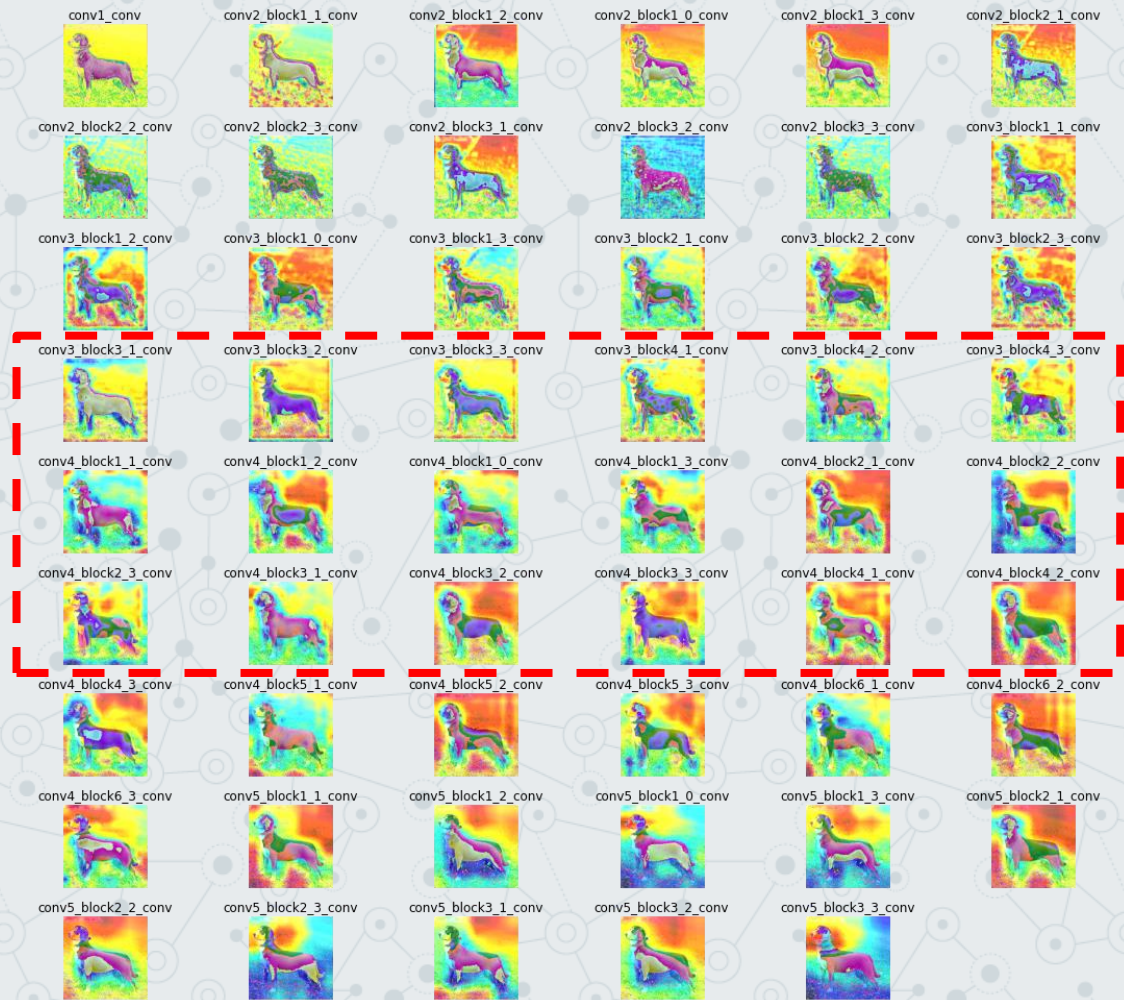 conv1_conv conv2_block1_1_conv conv2_block1_2_conv conv2_block1_0_conv conv2_block1_3_conv conv2_block2_1_conv
conv2_block2_2_conv conv2_block2_3_conv conv2_block3_1_conv conv2_block3_2_conv conv2_block3_3_conv conv3_block1_1_conv
conv3_block1_2_conv conv3_block1_0_conv conv3_block1_3_conv conv3_block2_1_conv conv3_block2_2_conv conv3_block2_3_conv
conv3_block3_1_conv conv3_block3_2_conv conv3_block3_3_conv conv3_block4_1_conv conv3_block4_2_conv conv3_block4_3_conv
conv4_block1_1_conv conv4_block1_2_conv conv4_block1_0_conv conv4_block1_3_conv conv4_block2_1_conv conv4_block2_2_conv
conv4_block2_3_conv conv4_block3_1_conv conv4_block3_2_conv conv4_block3_3_conv conv4_block4_1_conv conv4_block4_2_conv
conv4_block4_3_conv conv4_block5_1_conv conv4_block5_2_conv conv4_block5_3_conv conv4_block6_1_conv conv4_block6_2_conv
conv4_block6_3_conv conv5_block1_1_conv conv5_block1_2_conv conv5_block1_0_conv conv5_block1_3_conv conv5_block2_1_conv
conv5_block2_2_conv conv5_block2_3_conv conv5_block3_1_conv conv5_block3_2_conv conv5_block3_3_conv